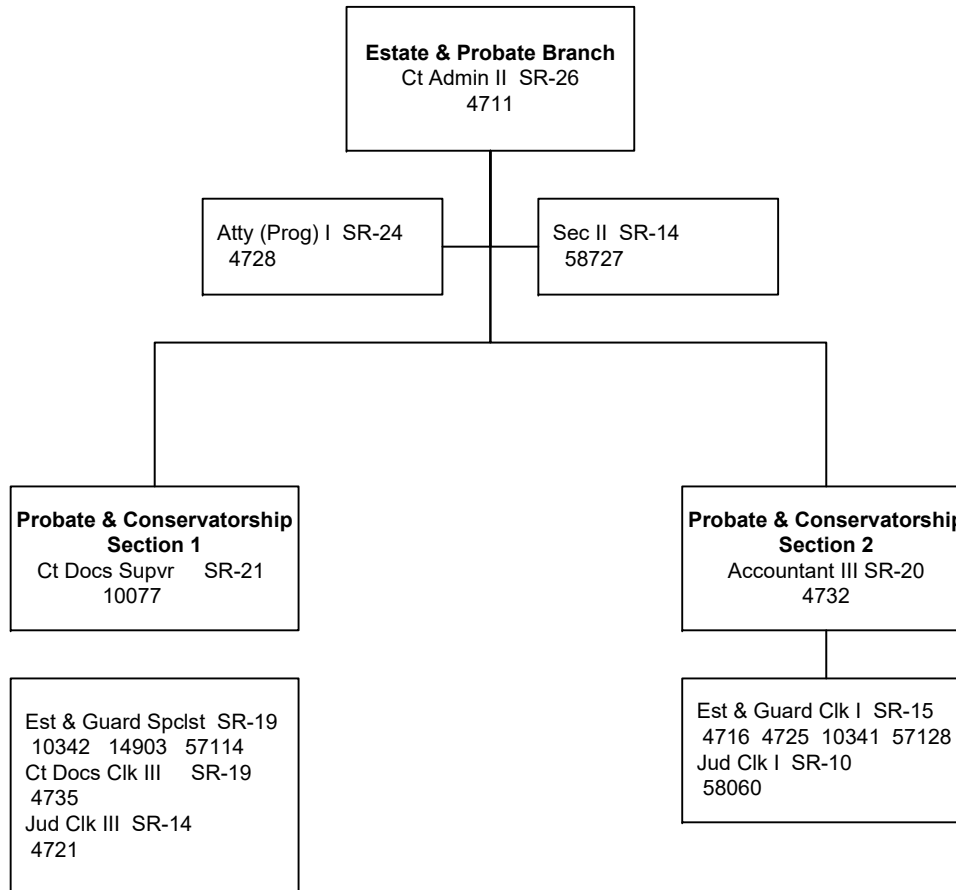 Estate & Probate Branch
Ct Admin II SR-26
4711
Atty (Prog) I SR-24
4728
Sec II SR-14
58727
Probate & Conservatorship
Section 1
Ct Docs Supvr SR-21
10077
Probate & Conservatorship
Section 2
Accountant III SR-20
4732
Est & Guard Spclst SR-19
10342 14903 57114
Ct Docs Clk III SR-19
4735
Jud Clk III SR-14
4721
Est & Guard Clk I SR-15
4716 4725 10341 57128
Jud Clk I SR-10
58060